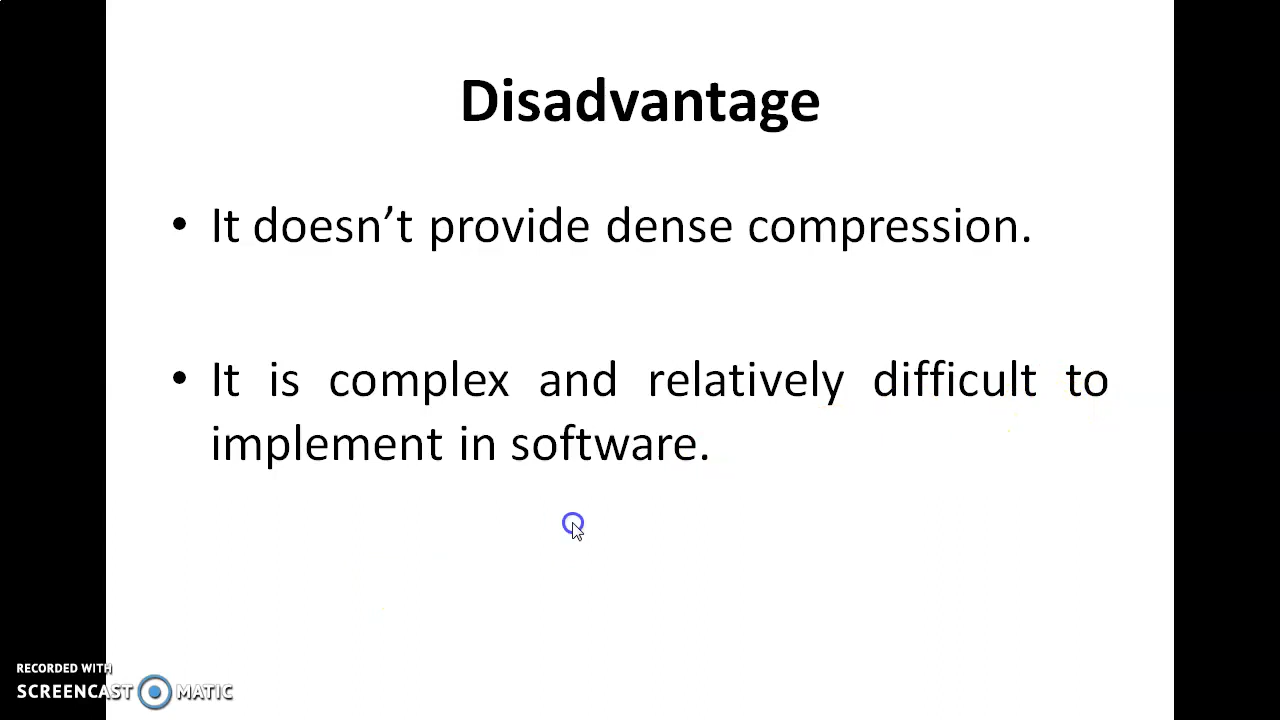 Disadvantage
• It doesn’t provide dense compression.
• It is complex and relatively difficult to
implement in software.
RECORDED WITH
SCREENCAST MATIC